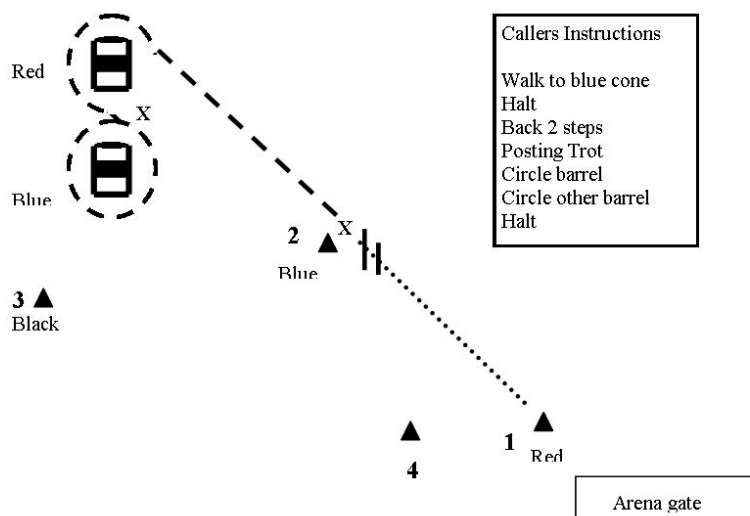 Callers Instructions
Walk to blue cone
Halt
Back 2 steps
Posting Trot
Circle barrel
Circle other barrel
Halt
Red
X
Blue
2
X
Blue
3
Black
1
Red
4
Arena gate